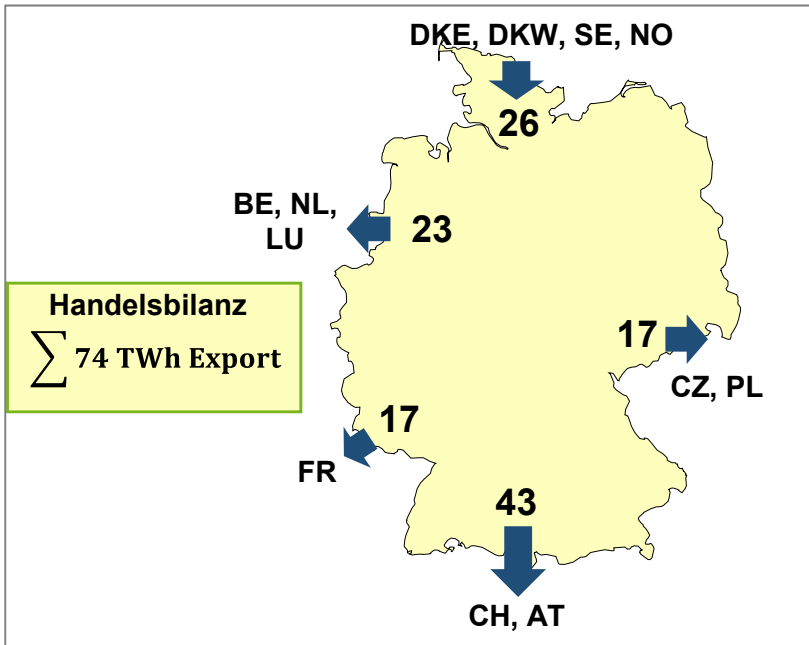 DKE, DKW, SE, NO
26
BE, NL,
LU
23
Handelsbilanz
∑ 74 TWh Export
17
CZ, PL
17
FR
43
CH, AT